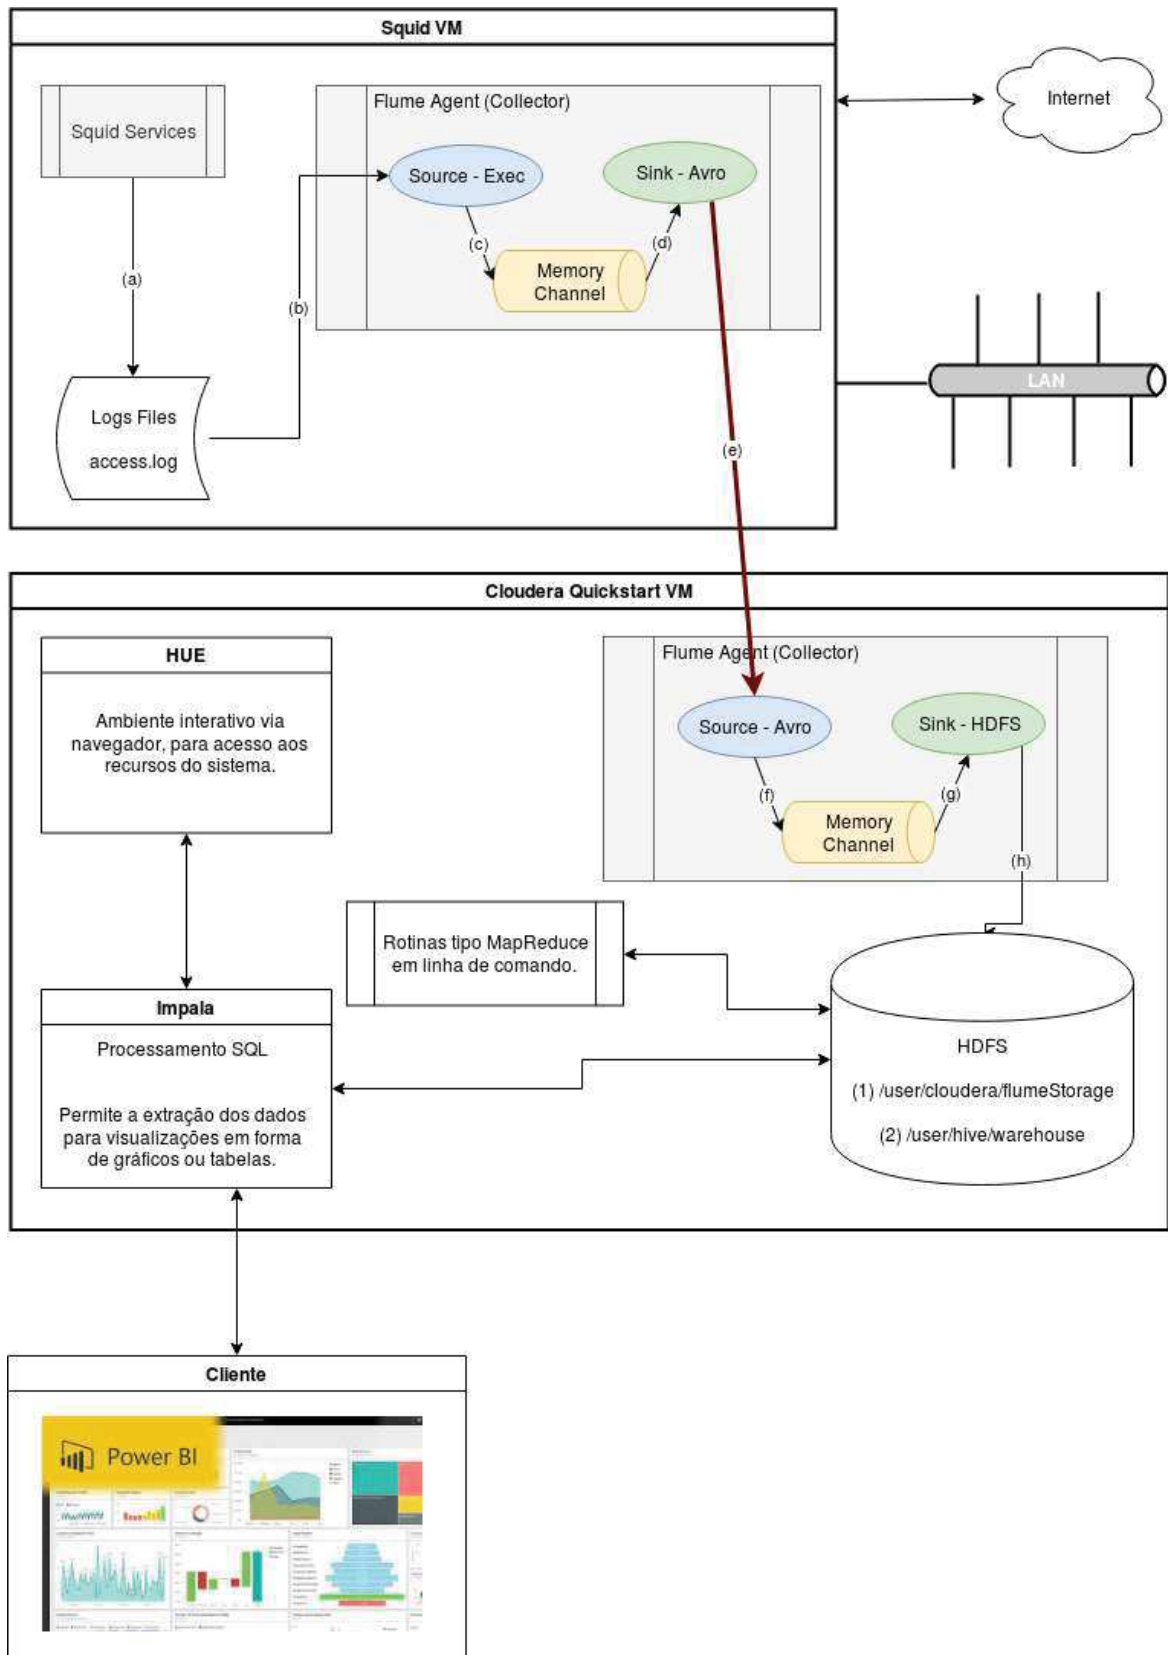 Squid VM
Squid Services
Flume Agent (Collector)
Source - Exec
Sink - Avro
Internet
(c)
(d)
Memory
Channel
(a)
(b)
LAN
Logs Files
access.log
(e)
Cloudera Quickstart VM
HUE
Ambiente interativo via
navegador, para acesso aos
recursos do sistema.
Flume Agent (Collector)
Source - Avro
Sink - HDFS
(f)
(g)
Memory
Channel
(h)
Rotinas tipo MapReduce
em linha de comando.
Impala
Processamento SQL
Permite a extração dos dados
para visualizações em forma
de gráficos ou tabelas.
HDFS
(1) /user/cloudera/flumeStorage
(2) /user/hive/warehouse
Cliente
Power BI